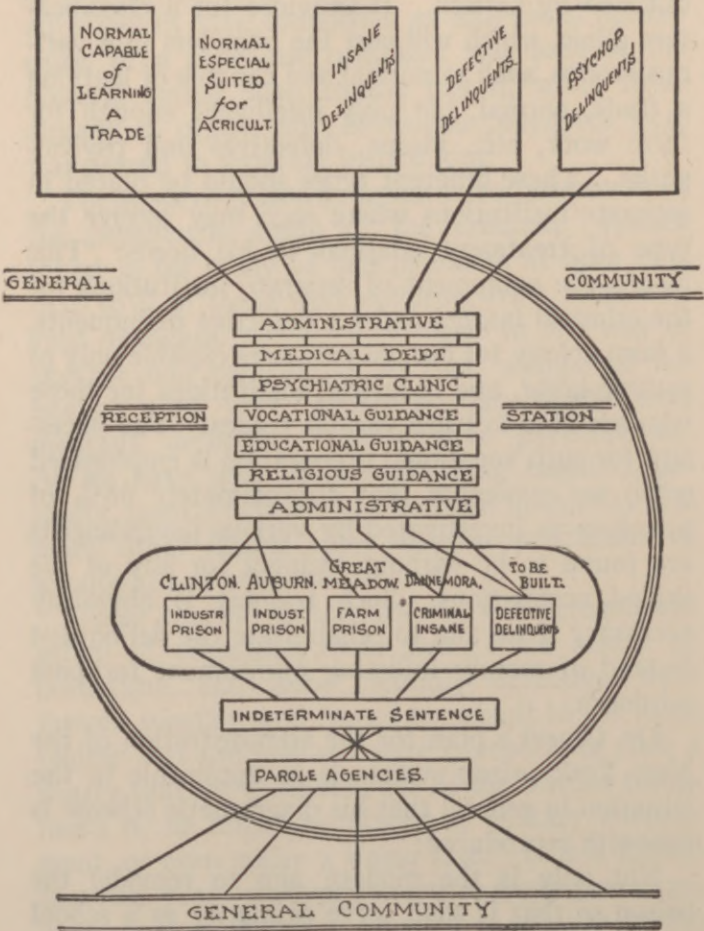 NORMAL
CAPABLE
of
LEARNING
A
TRADE
NORMAL
ESPECIAL
SUITED
for
ACRICULT.
INSANE
DELINQUENTS
DEFECTIVE
DELINQUENTS
PSYCHOP
DELINQUENTS
GENERAL
COMMUNITY
ADMINISTRATIVE
MEDICAL DEPT
PSYCHIATRIC CLINIC
RECEPTION
VOCATIONAL GUIDANCE
STATION
EDUCATIONAL GUIDANCE
RELIGIOUS GUIDANCE
ADMINISTRATIVE
CLINTON.
AUBURN.
GREAT
MEADOW.
DANNEMORA.
TO BE
BUILT.
INDUSTR
PRISON
INDUST.
PRISON
FARM
PRISON
CRIMINAL
INSANE
DEFECTIVE
DELINQUENTS
INDETERMINATE SENTENCE
PAROLE AGENCIES.
GENERAL COMMUNITY